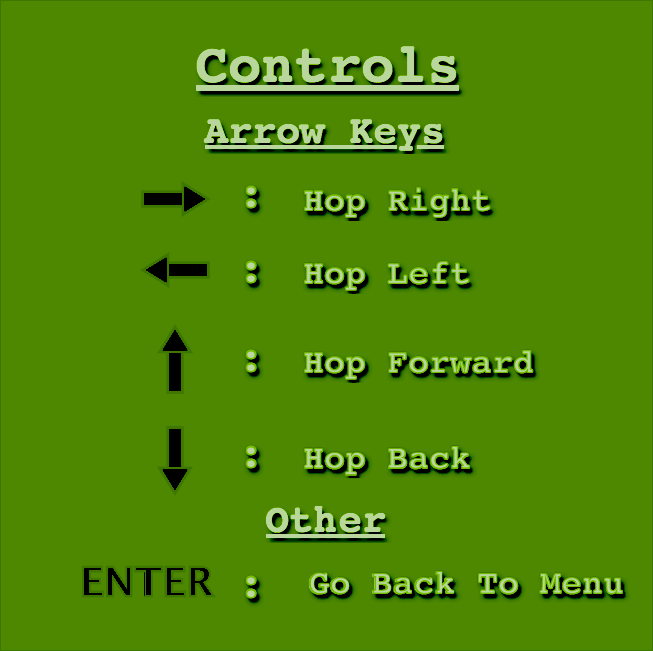 Controls
Arrow Keys
: Hop Right
: Hop Left
: Hop Forward
: Hop Back
Other
ENTER : Go Back To Menu